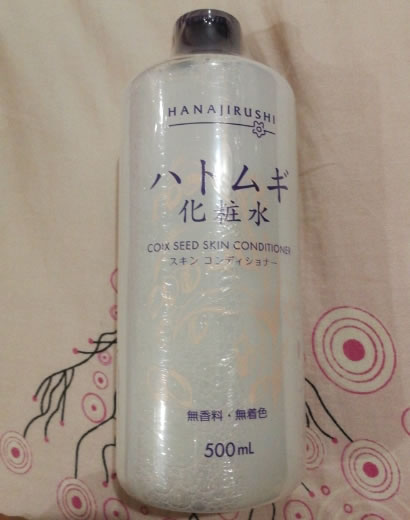 HANAJIRUSHI
ハトムギ
化粧水
COIX SEED SKIN CONDITIONER
スキン コンディショナー
無香料・無着色
500mL